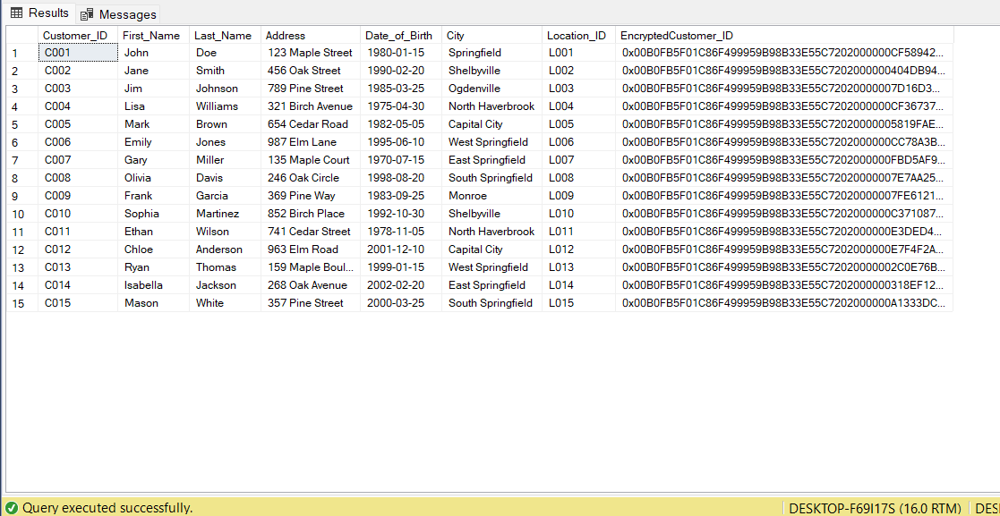 Results Messages
Customer_ID First_Name Last_Name Address Date_of_Birth City Location_ID EncryptedCustomer_ID
1 C001 John Doe 123 Maple Street 1980-01-15 Springfield L001 0x00B0FB5F01C86F499959B98B33E55C7202000000CF58942...
2 C002 Jane Smith 456 Oak Street 1990-02-20 Shelbyville L002 0x00B0FB5F01C86F499959B98B33E55C7202000000404DB94...
3 C003 Jim Johnson 789 Pine Street 1985-03-25 Ogdenville L003 0x00B0FB5F01C86F499959B98B33E55C72020000007D16D3...
4 C004 Lisa Williams 321 Birch Avenue 1975-04-30 North Haverbrook L004 0x00B0FB5F01C86F499959B98B33E55C7202000000CF36737...
5 C005 Mark Brown 654 Cedar Road 1982-05-05 Capital City L005 0x00B0FB5F01C86F499959B98B33E55C72020000005819FAE...
6 C006 Emily Jones 987 Elm Lane 1995-06-10 West Springfield L006 0x00B0FB5F01C86F499959B98B33E55C7202000000CC78A3B...
7 C007 Gary Miller 135 Maple Court 1970-07-15 East Springfield L007 0x00B0FB5F01C86F499959B98B33E55C7202000000FBD5AF9...
8 C008 Olivia Davis 246 Oak Circle 1998-08-20 South Springfield L008 0x00B0FB5F01C86F499959B98B33E55C72020000007E7AA25...
9 C009 Frank Garcia 369 Pine Way 1983-09-25 Monroe L009 0x00B0FB5F01C86F499959B98B33E55C72020000007FE6121...
10 C010 Sophia Martinez 852 Birch Place 1992-10-30 Shelbyville L010 0x00B0FB5F01C86F499959B98B33E55C7202000000C371087...
11 C011 Ethan Wilson 741 Cedar Street 1978-11-05 North Haverbrook L011 0x00B0FB5F01C86F499959B98B33E55C7202000000E3DED4...
12 C012 Chloe Anderson 963 Elm Road 2001-12-10 Capital City L012 0x00B0FB5F01C86F499959B98B33E55C7202000000E7F4F2A...
13 C013 Ryan Thomas 159 Maple Boul... 1999-01-15 West Springfield L013 0x00B0FB5F01C86F499959B98B33E55C72020000002C0E76B...
14 C014 Isabella Jackson 268 Oak Avenue 2002-02-20 East Springfield L014 0x00B0FB5F01C86F499959B98B33E55C7202000000318EF12...
15 C015 Mason White 357 Pine Street 2000-03-25 South Springfield L015 0x00B0FB5F01C86F499959B98B33E55C7202000000A1333DC...
Query executed successfully. DESKTOP-F69I17S (16.0 RTM) DES